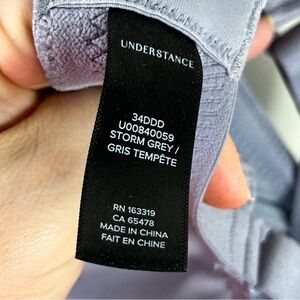 UNDERSTANCE
34DDD
U00840059
STORM GREY /
GRIS TEMPÊTE
RN 163319
CA 65478
MADE IN CHINA
FAIT EN CHINE